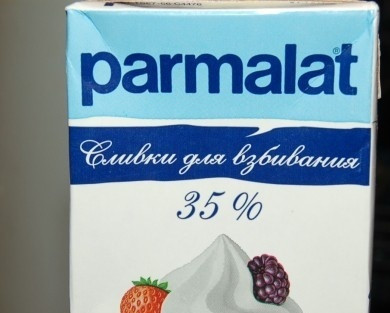 parmalat®
Сливки для взбивания
35 %